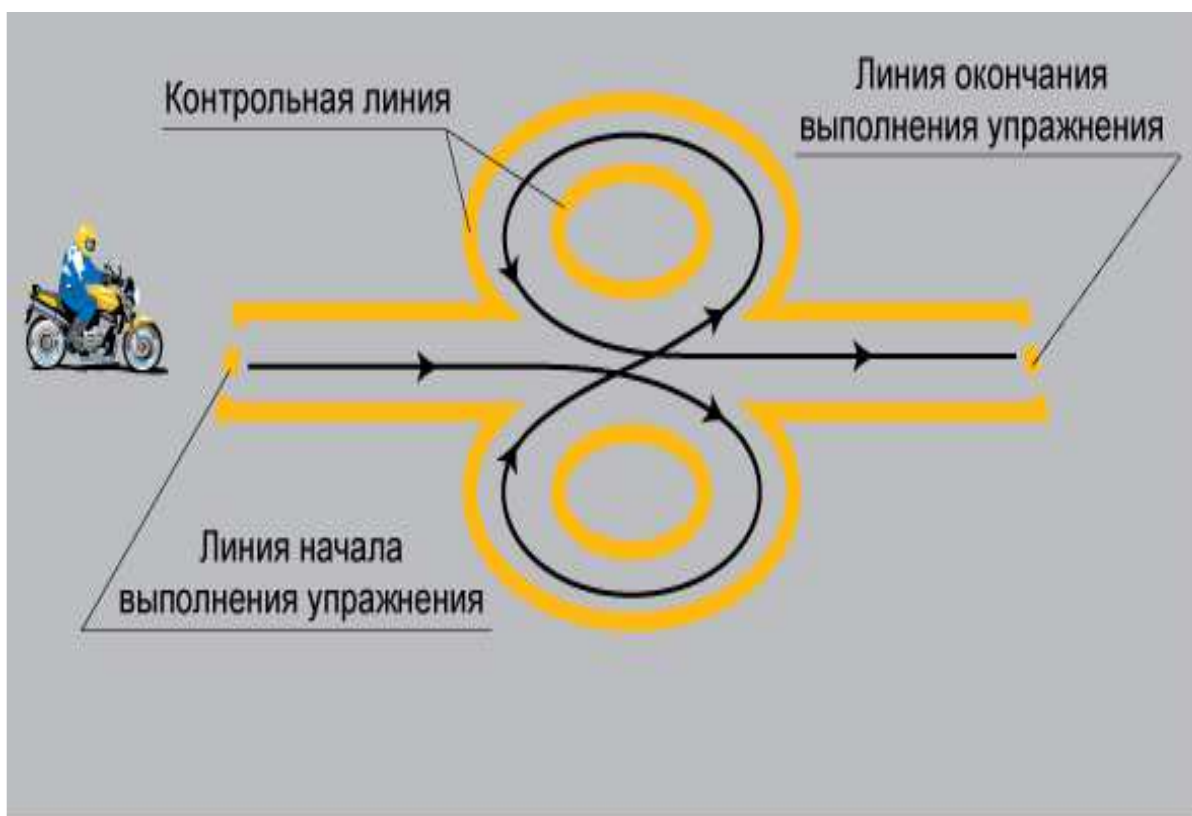 Контрольная линия
Линия окончания
выполнения упражнения
Линия начала
выполнения упражнения